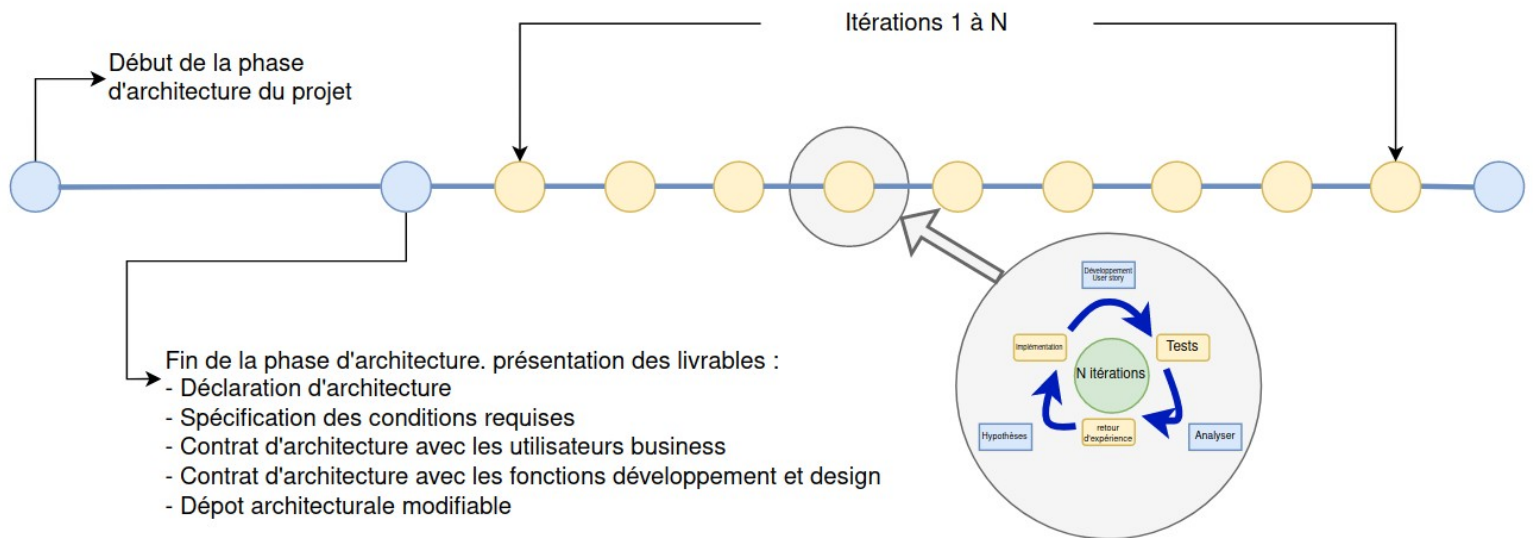 Itérations 1 à N
Début de la phase
d'architecture du projet
Développement
User story
Implémentation
Tests
N itérations
retour
d'expérience
Hypothèses
Analyser
Fin de la phase d'architecture. présentation des livrables :
- Déclaration d'architecture
- Spécification des conditions requises
- Contrat d'architecture avec les utilisateurs business
- Contrat d'architecture avec les fonctions développement et design
- Dépot architecturale modifiable